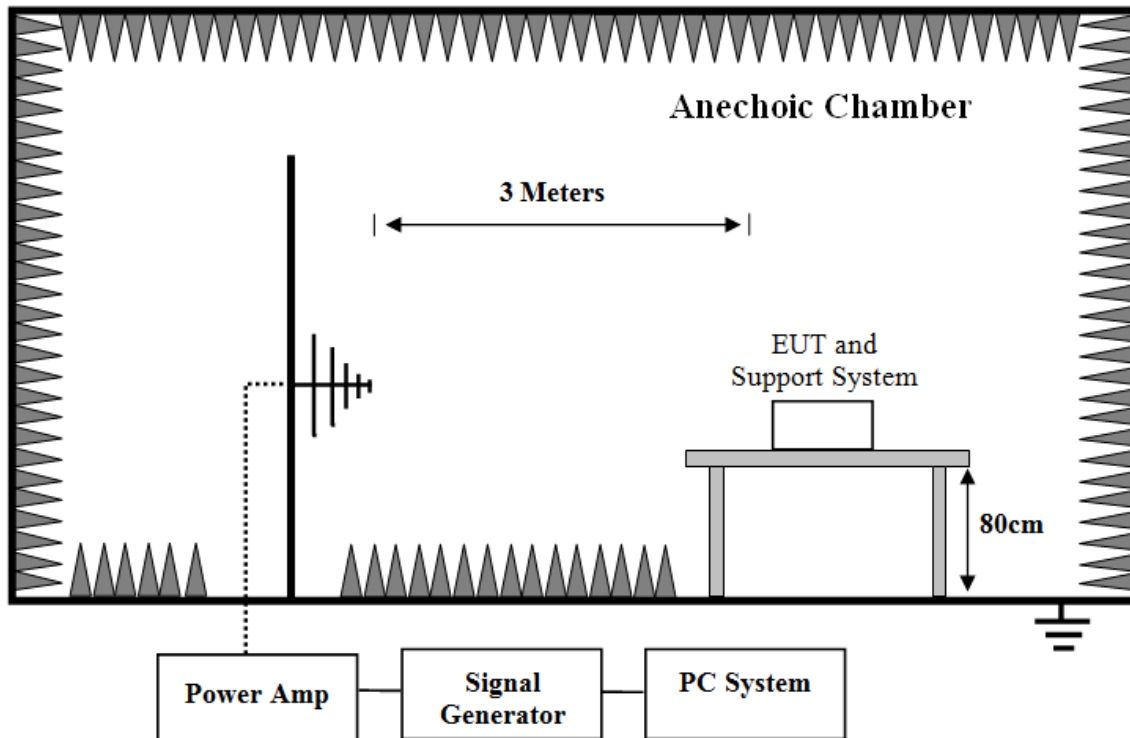 Anechoic Chamber
3 Meters
EUT and
Support System
80cm
Power Amp
Signal
Generator
PC System